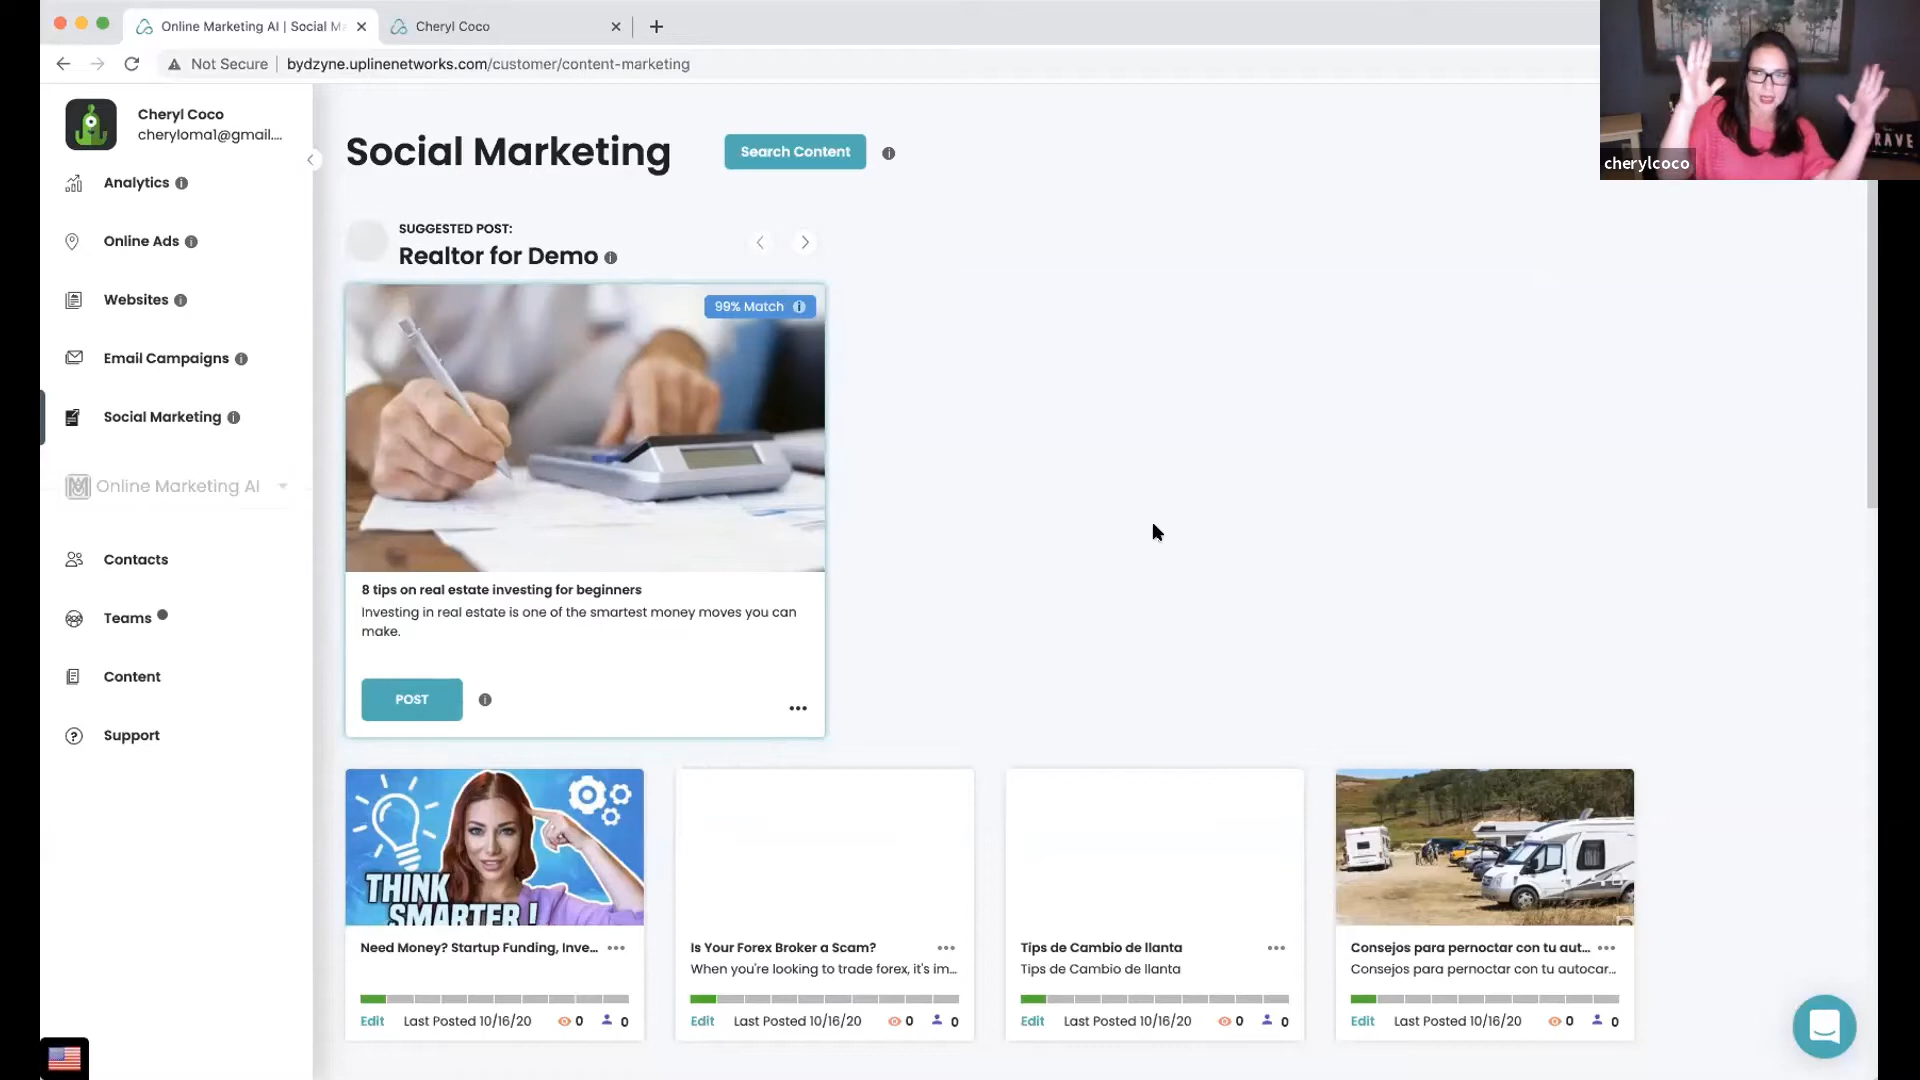 Online Marketing AI | Social M
Cheryl Coco
Not Secure
bydzyne.uplinenetworks.com/customer/content-marketing
cherylcoco
RAVE
Cheryl Coco
cheryloma1@gmail....
Analytics
Online Ads
Websites
Email Campaigns
Social Marketing
Online Marketing AI
Contacts
Teams
Content
Support
Social Marketing
Search Content
SUGGESTED POST:
Realtor for Demo
99% Match
8 tips on real estate investing for beginners
Investing in real estate is one of the smartest money moves you can
make.
POST
THINK
SMARTER !
Need Money? Startup Funding, Inve...
Edit Last Posted 10/16/20 0 0
Is Your Forex Broker a Scam?
When you're looking to trade forex, it's im...
Edit Last Posted 10/16/20 0 0
Tips de Cambio de llanta
Tips de Cambio de llanta
Edit Last Posted 10/16/20 0 0
Consejos para pernoctar con tu aut...
Consejos para pernoctar con tu autocar...
Edit Last Posted 10/16/20 0 0